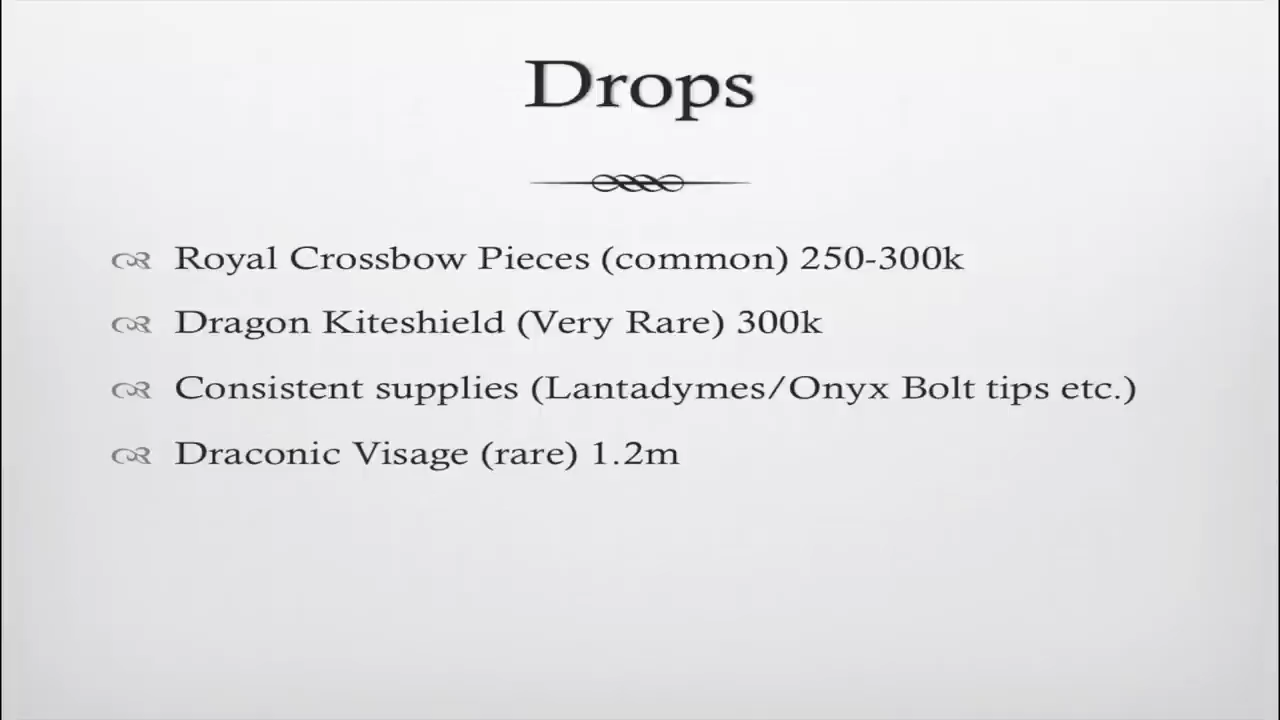 Drops
Royal Crossbow Pieces (common) 250-300k
Dragon Kiteshield (Very Rare) 300k
Consistent supplies (Lantadymes/Onyx Bolt tips etc.)
Draconic Visage (rare) 1.2m